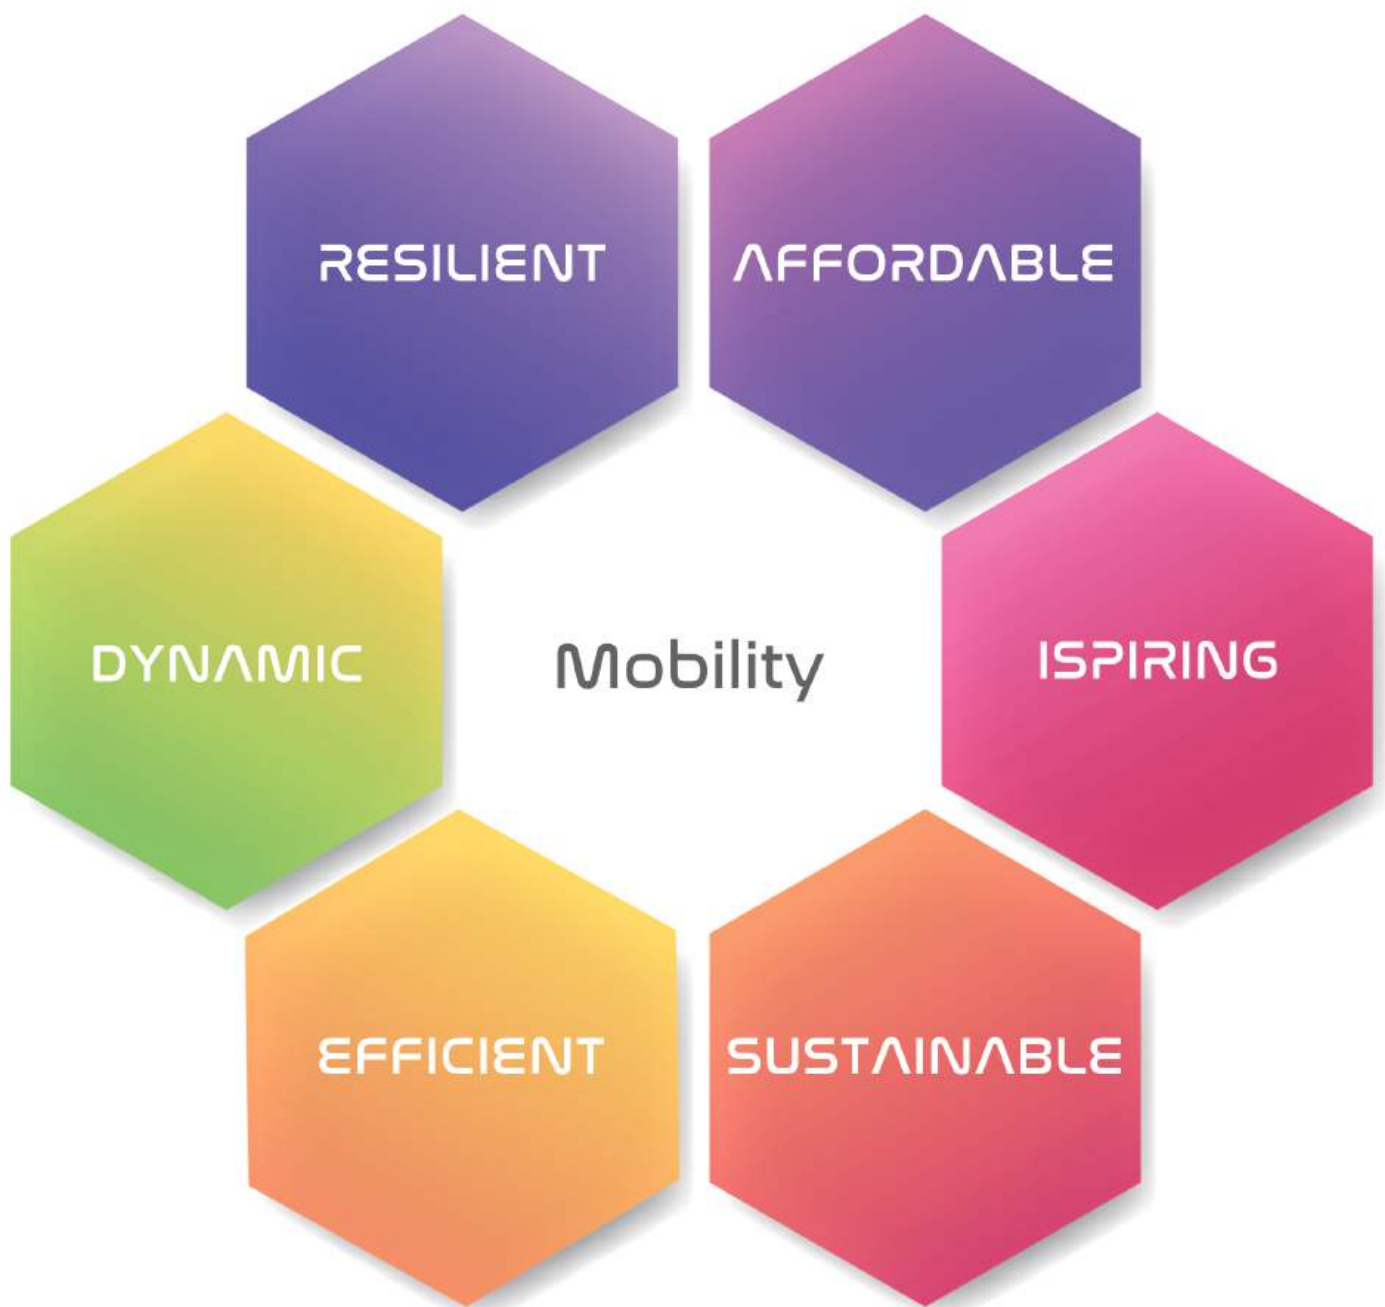 RESILIENT
AFFORDABLE
DYNAMIC
Mobility
ISPIRING
EFFICIENT
SUSTAINABLE